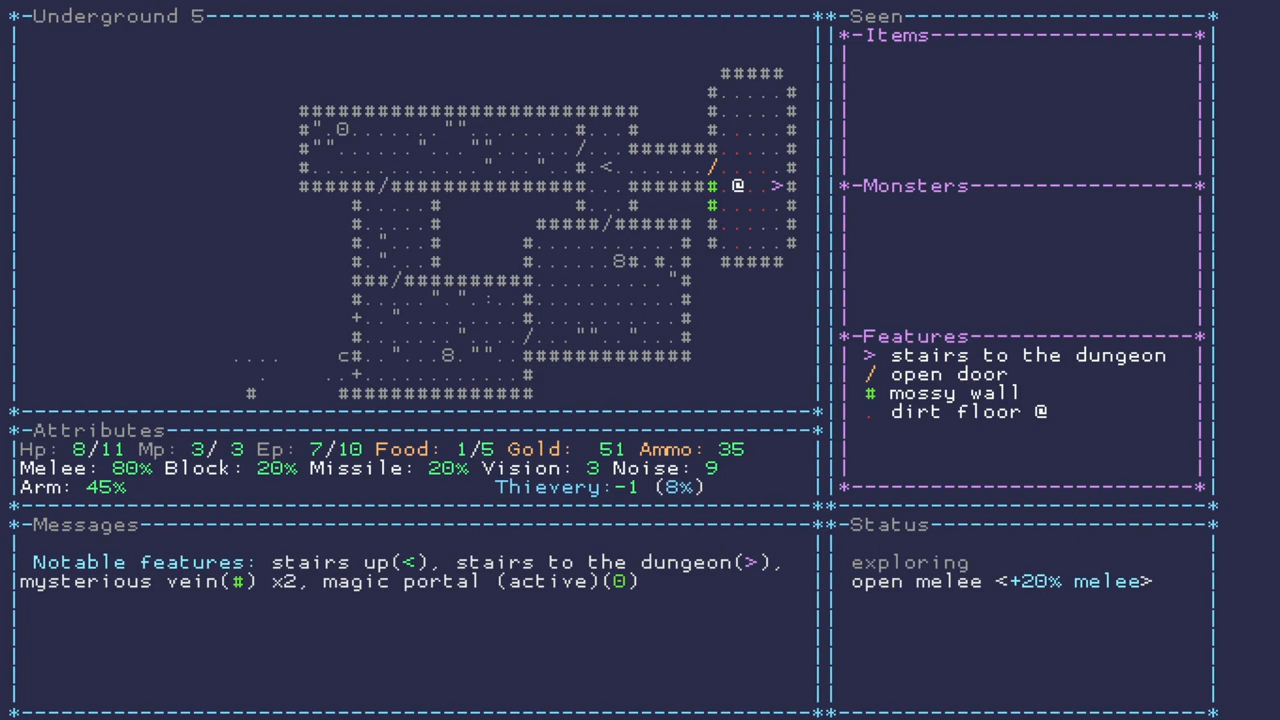 Underground 5
Seen
Items
#####
#.....#
######################### #.....#
#".0.......""........#...# #.....#
#""......."...""....../...#######.....#
#............."..."..#.<......./.....#
######/###############...#######.@..>#
#.....# #...# #.....#
#.....# #####/###### #.....#
#."...# #...........# #.....#
#."...# #......8#.#.# #####
###/##########.........."#
#....."."..:..#...........#
+.."..........#...........#
#......."...../...""..."..#
.... c#.."...8.""..#############
. ..+............#
# ###############
Monsters
Features
> stairs to the dungeon
/ open door
# mossy wall
. dirt floor @
Attributes
Hp: 8/11 Mp: 3/ 3 Ep: 7/10 Food: 1/5 Gold: 51 Ammo: 35
Melee: 80% Block: 20% Missile: 20% Vision: 3 Noise: 9
Arm: 45% Thievery:-1 (8%)
Messages
Notable features: stairs up(<), stairs to the dungeon(>),
mysterious vein(#) x2, magic portal (active)(0)
Status
exploring
open melee <+20% melee>